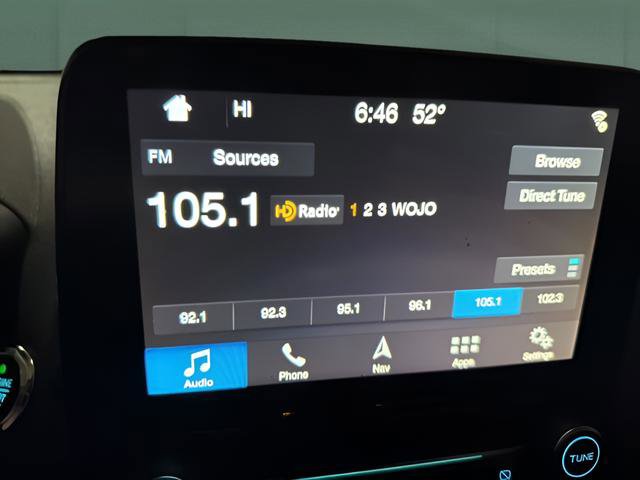 HI 6:46 52°
FM Sources Browse
Direct Tune
105.1 HD Radio 1 2 3 WOJO
Presets
92.1 92.3 95.1 96.1 105.1 102.3
Audio Phone Nav Apps Settings
TUNE